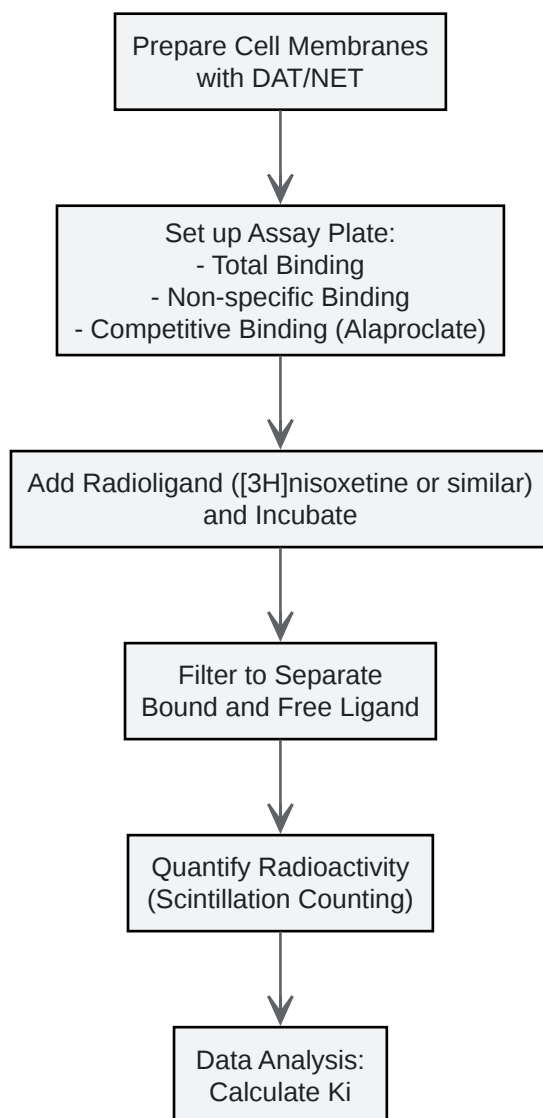 Prepare Cell Membranes
with DAT/NET
Set up Assay Plate:
- Total Binding
- Non-specific Binding
- Competitive Binding (Alaproclate)
Add Radioligand ([3H]nisoxetine or similar)
and Incubate
Filter to Separate
Bound and Free Ligand
Quantify Radioactivity
(Scintillation Counting)
Data Analysis:
Calculate Ki